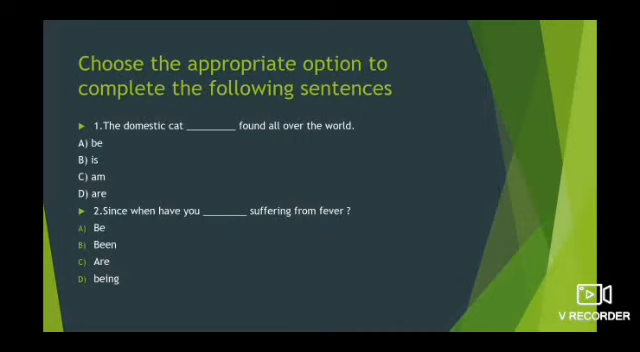 Choose the appropriate option to
complete the following sentences
1.The domestic cat _________ found all over the world.
A) be
B) is
C) am
D) are
2.Since when have you ________ suffering from fever ?
A) Be
B) Been
C) Are
D) being
V RECORDER